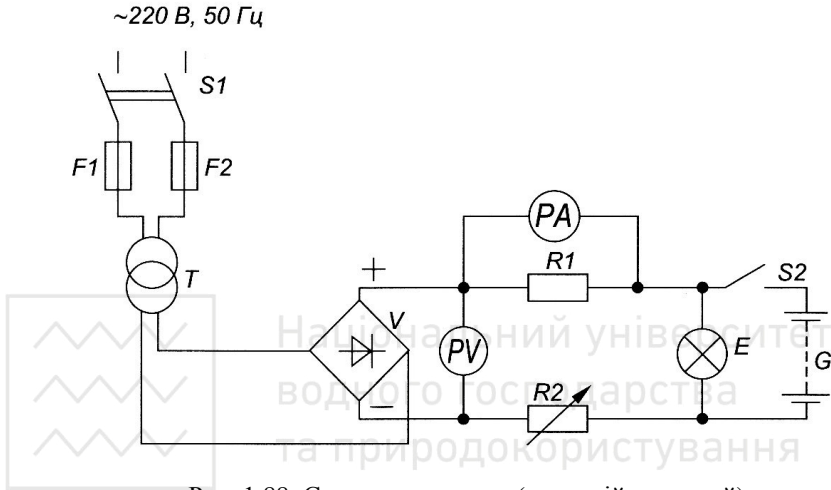 ~220 В, 50 Гц
S1
F1
F2
T
PA
R1
S2
V
PV
E
G
R2
+
−
Національний університет
водного господарства
та природокористування